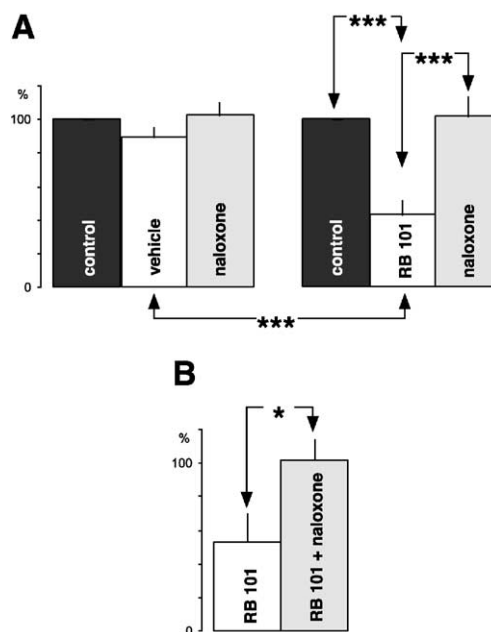 A
***
***
%
100
control
vehicle
naloxone
control
RB 101
naloxone
0
***
B
*
%
100
RB 101
RB 101 + naloxone
0